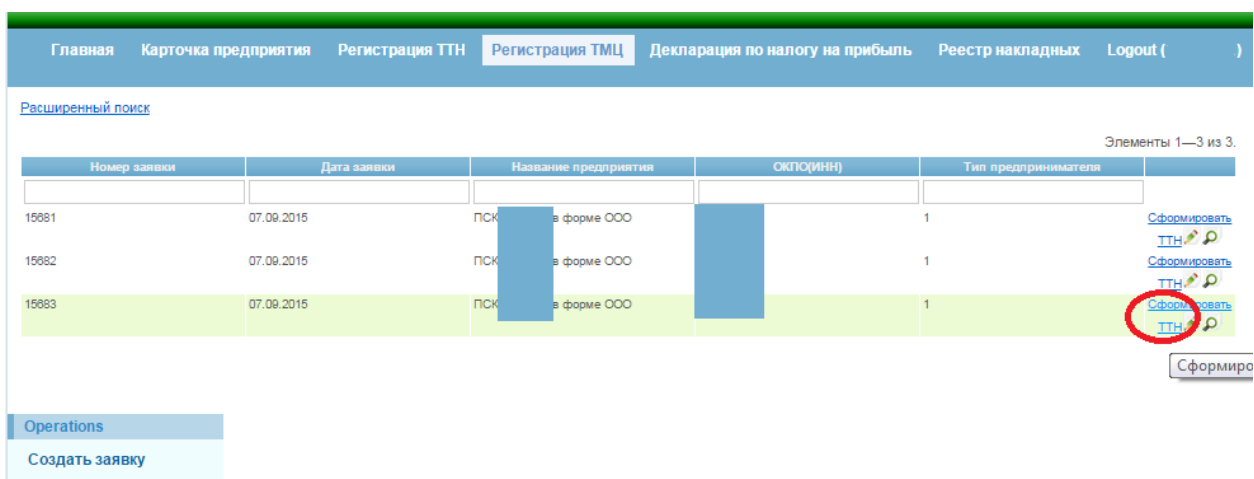 Главная Карточка предприятия Регистрация ТТН Регистрация ТМЦ Декларация по налогу на прибыль Реестр накладных Logout ( )
Расширенный поиск
Элементы 1—3 из 3.
Номер заявки Дата заявки Название предприятия ОКПО(ИНН) Тип предпринимателя
15681 07.09.2015 ПСК в форме ООО 1 Сформировать
ТТН
15682 07.09.2015 ПСК в форме ООО 1 Сформировать
ТТН
15683 07.09.2015 ПСК в форме ООО 1 Сформировать
ТТН
Сформиро
Operations
Создать заявку